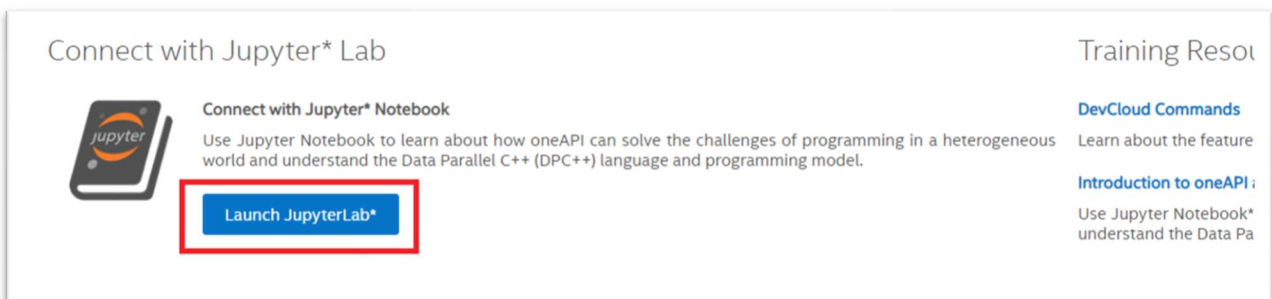 Connect with Jupyter* Lab
jupyter
Connect with Jupyter* Notebook
Use Jupyter Notebook to learn about how oneAPI can solve the challenges of programming in a heterogeneous
world and understand the Data Parallel C++ (DPC++) language and programming model.
Launch JupyterLab*
Training
DevCloud Commands
Learn about the feature
Introduction to oneAPI
Use Jupyter Notebook*
understand the Data Pa